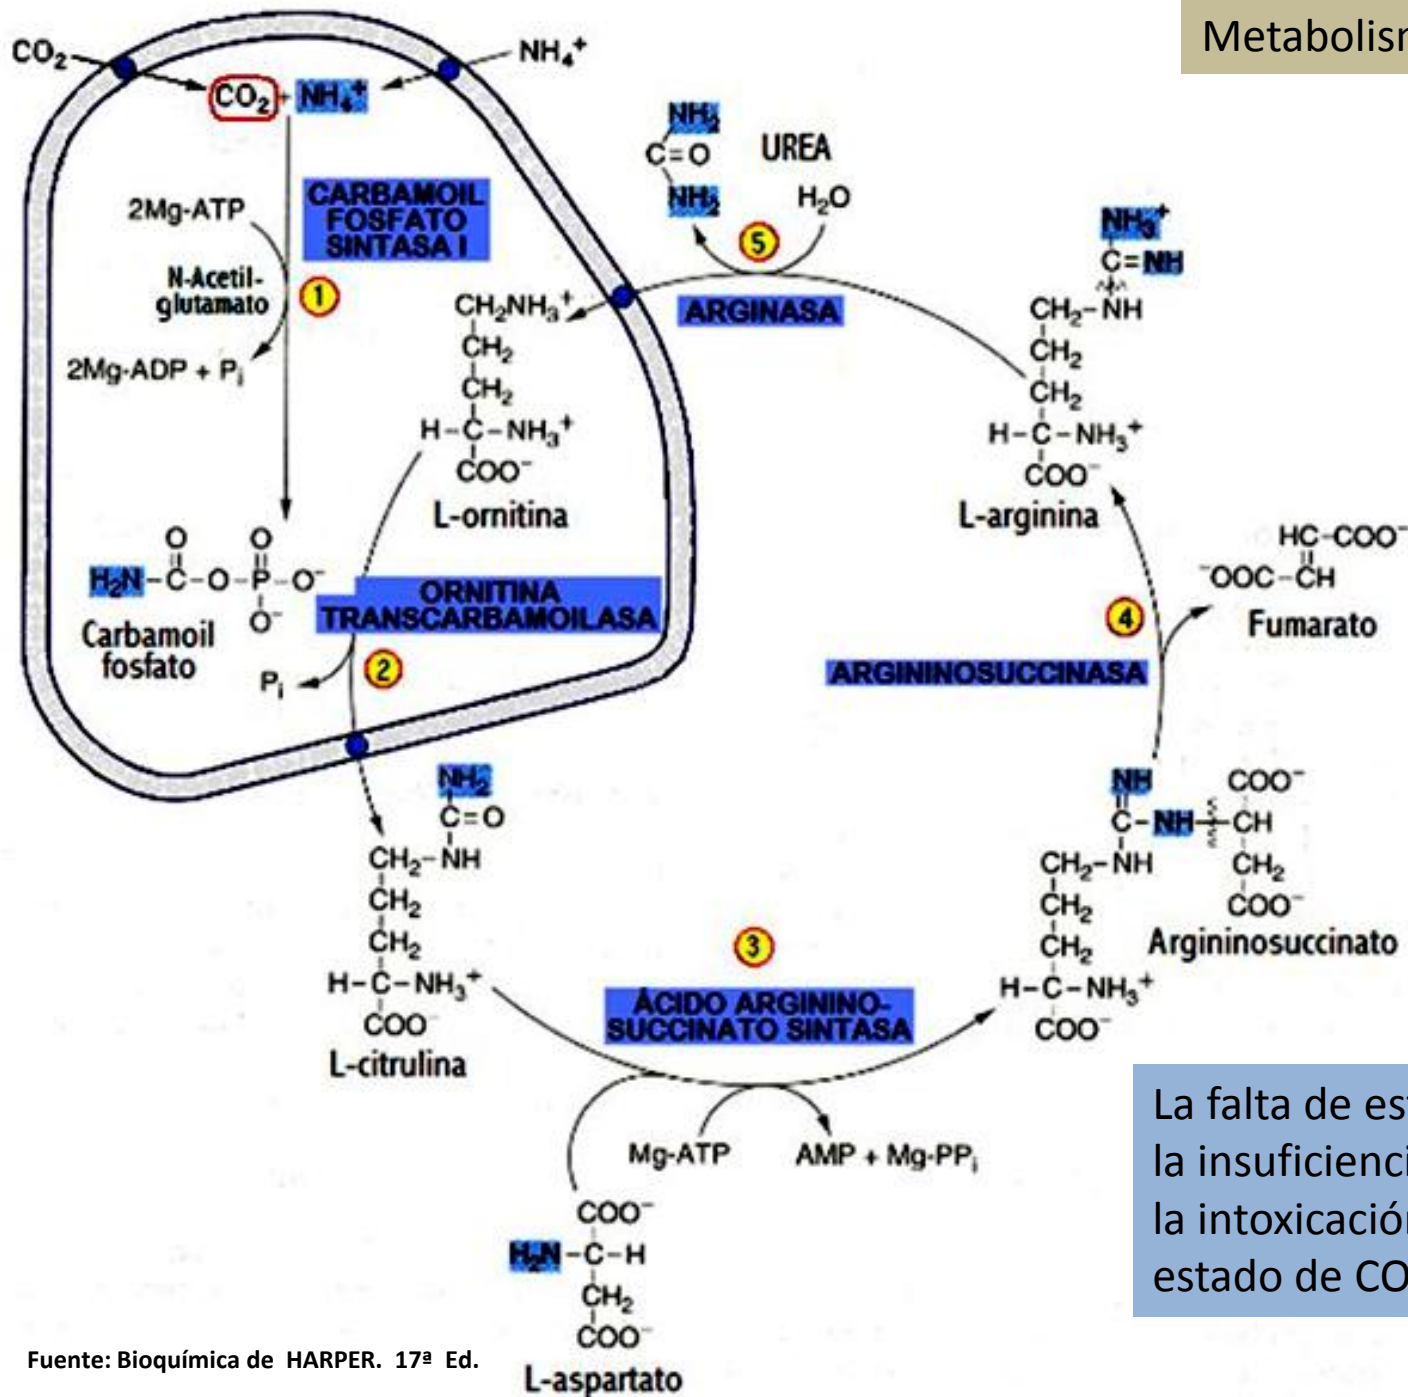 Metabolism
CO₂
NH₄⁺
CO₂ + NH₄⁺
2Mg-ATP
CARBAMOIL
FOSFATO
SINTASA I
N-Acetil-
glutamato
1
2Mg-ADP + Pᵢ
NH₂
C=O
NH₂
UREA
H₂O
5
ARGINASA
CH₂NH₃⁺
CH₂
CH₂
H-C-NH₃⁺
COO⁻
L-ornitina
NH₃⁺
C=NH
CH₂-NH
CH₂
CH₂
H-C-NH₃⁺
COO⁻
L-arginina
O O
H₂N-C-O-P-O⁻
O⁻
Carbamoil
fosfato
ORNITINA
TRANSCARBAMOILASA
Pᵢ
2
HC-COO⁻
⁻OOC-CH
Fumarato
4
ARGININOSUCCINASA
NH₂
C=O
CH₂-NH
CH₂
CH₂
H-C-NH₃⁺
COO⁻
L-citrulina
3
ÁCIDO ARGININO-
SUCCINATO SINTASA
NH COO⁻
C-NH-CH
CH₂-NH CH₂
CH₂ COO⁻
CH₂ Argininosuccinato
H-C-NH₃⁺
COO⁻
Mg-ATP
AMP + Mg-PPᵢ
COO⁻
H₂N-C-H
CH₂
COO⁻
L-aspartato
La falta de es
la insuficienci
la intoxicación
estado de CO
Fuente: Bioquímica de HARPER. 17ª Ed.